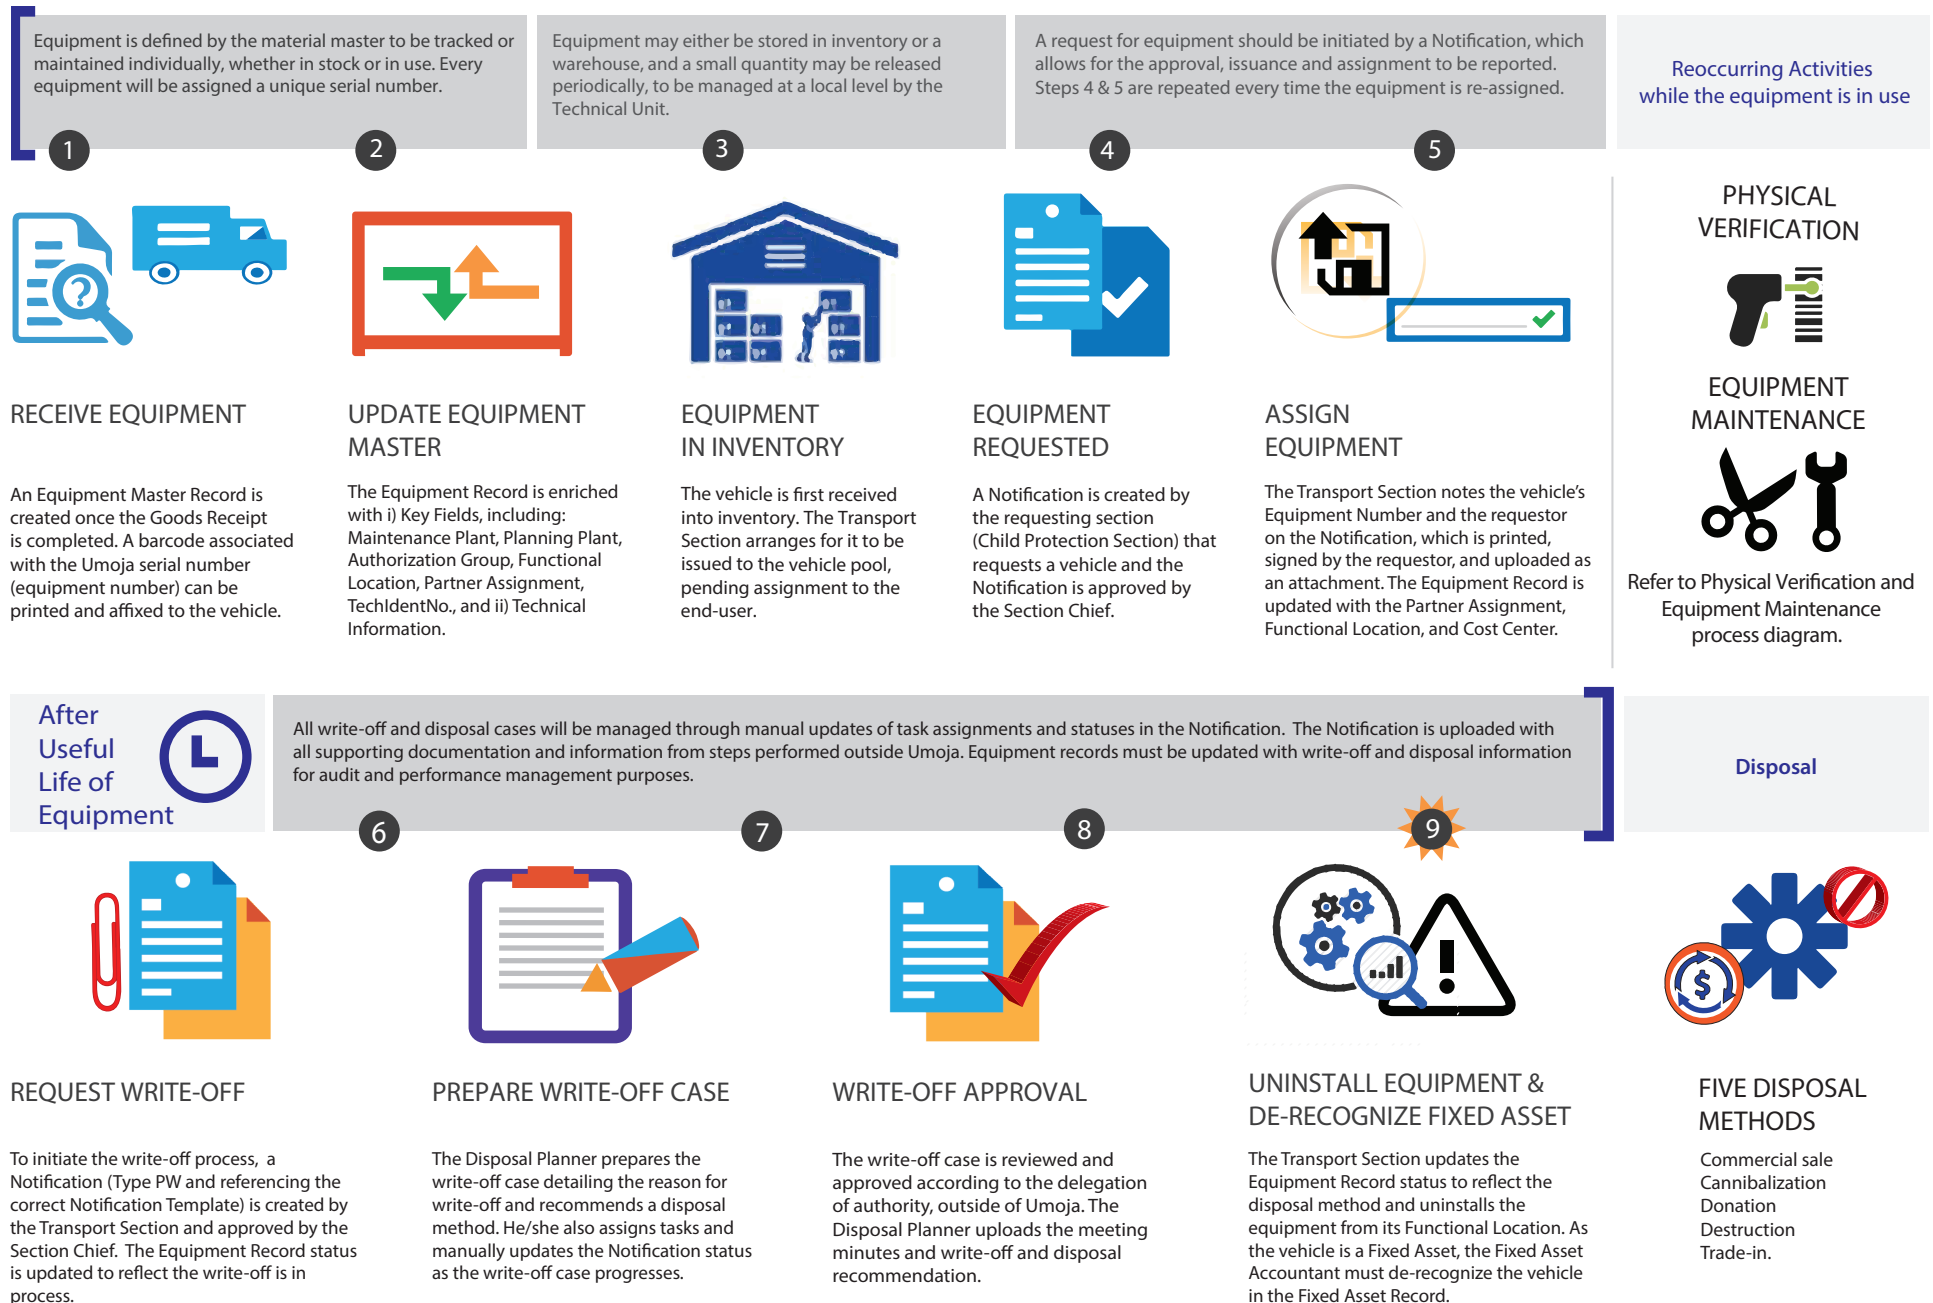 Equipment is defined by the material master to be tracked or
maintained individually, whether in stock or in use. Every
equipment will be assigned a unique serial number.
Equipment may either be stored in inventory or a
warehouse, and a small quantity may be released
periodically, to be managed at a local level by the
Technical Unit.
A request for equipment should be initiated by a Notification, which
allows for the approval, issuance and assignment to be reported.
Steps 4 & 5 are repeated every time the equipment is re-assigned.
Reoccurring Activities
while the equipment is in use
1
2
3
4
5
RECEIVE EQUIPMENT
An Equipment Master Record is
created once the Goods Receipt
is completed. A barcode associated
with the Umoja serial number
(equipment number) can be
printed and affixed to the vehicle.
UPDATE EQUIPMENT
MASTER
The Equipment Record is enriched
with i) Key Fields, including:
Maintenance Plant, Planning Plant,
Authorization Group, Functional
Location, Partner Assignment,
TechIdentNo., and ii) Technical
Information.
EQUIPMENT
IN INVENTORY
The vehicle is first received
into inventory. The Transport
Section arranges for it to be
issued to the vehicle pool,
pending assignment to the
end-user.
EQUIPMENT
REQUESTED
A Notification is created by
the requesting section
(Child Protection Section) that
requests a vehicle and the
Notification is approved by
the Section Chief.
ASSIGN
EQUIPMENT
The Transport Section notes the vehicle's
Equipment Number and the requestor
on the Notification, which is printed,
signed by the requestor, and uploaded as
an attachment. The Equipment Record is
updated with the Partner Assignment,
Functional Location, and Cost Center.
PHYSICAL
VERIFICATION
EQUIPMENT
MAINTENANCE
Refer to Physical Verification and
Equipment Maintenance
process diagram.
After
Useful
Life of
Equipment
All write-off and disposal cases will be managed through manual updates of task assignments and statuses in the Notification. The Notification is uploaded with
all supporting documentation and information from steps performed outside Umoja. Equipment records must be updated with write-off and disposal information
for audit and performance management purposes.
Disposal
6
7
8
9
REQUEST WRITE-OFF
To initiate the write-off process, a
Notification (Type PW and referencing the
correct Notification Template) is created by
the Transport Section and approved by the
Section Chief. The Equipment Record status
is updated to reflect the write-off is in
process.
PREPARE WRITE-OFF CASE
The Disposal Planner prepares the
write-off case detailing the reason for
write-off and recommends a disposal
method. He/she also assigns tasks and
manually updates the Notification status
as the write-off case progresses.
WRITE-OFF APPROVAL
The write-off case is reviewed and
approved according to the delegation
of authority, outside of Umoja. The
Disposal Planner uploads the meeting
minutes and write-off and disposal
recommendation.
UNINSTALL EQUIPMENT &
DE-RECOGNIZE FIXED ASSET
The Transport Section updates the
Equipment Record status to reflect the
disposal method and uninstalls the
equipment from its Functional Location. As
the vehicle is a Fixed Asset, the Fixed Asset
Accountant must de-recognize the vehicle
in the Fixed Asset Record.
FIVE DISPOSAL
METHODS
Commercial sale
Cannibalization
Donation
Destruction
Trade-in.